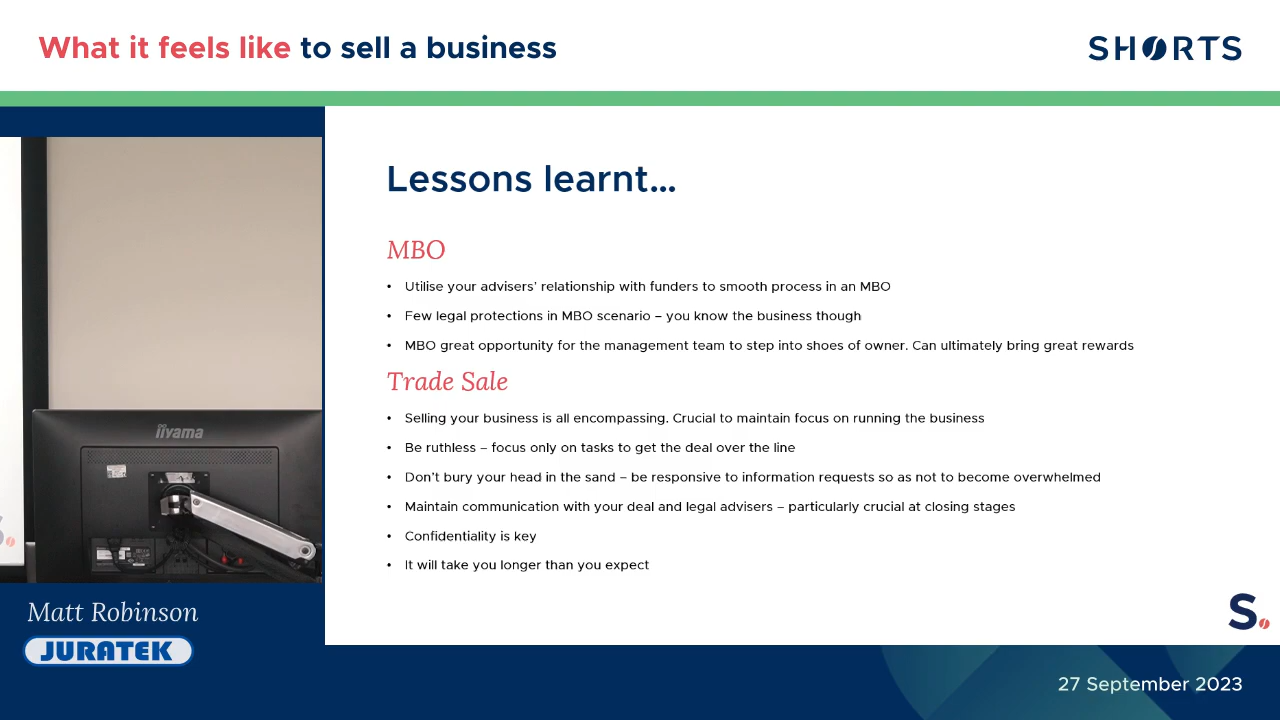 What it feels like to sell a business
SHORTS
Lessons learnt...
MBO
• Utilise your advisers' relationship with funders to smooth process in an MBO
• Few legal protections in MBO scenario – you know the business though
• MBO great opportunity for the management team to step into shoes of owner. Can ultimately bring great rewards
Trade Sale
• Selling your business is all encompassing. Crucial to maintain focus on running the business
• Be ruthless – focus only on tasks to get the deal over the line
• Don't bury your head in the sand – be responsive to information requests so as not to become overwhelmed
• Maintain communication with your deal and legal advisers – particularly crucial at closing stages
• Confidentiality is key
• It will take you longer than you expect
iiyama
Matt Robinson
JURATEK
S.
27 September 2023